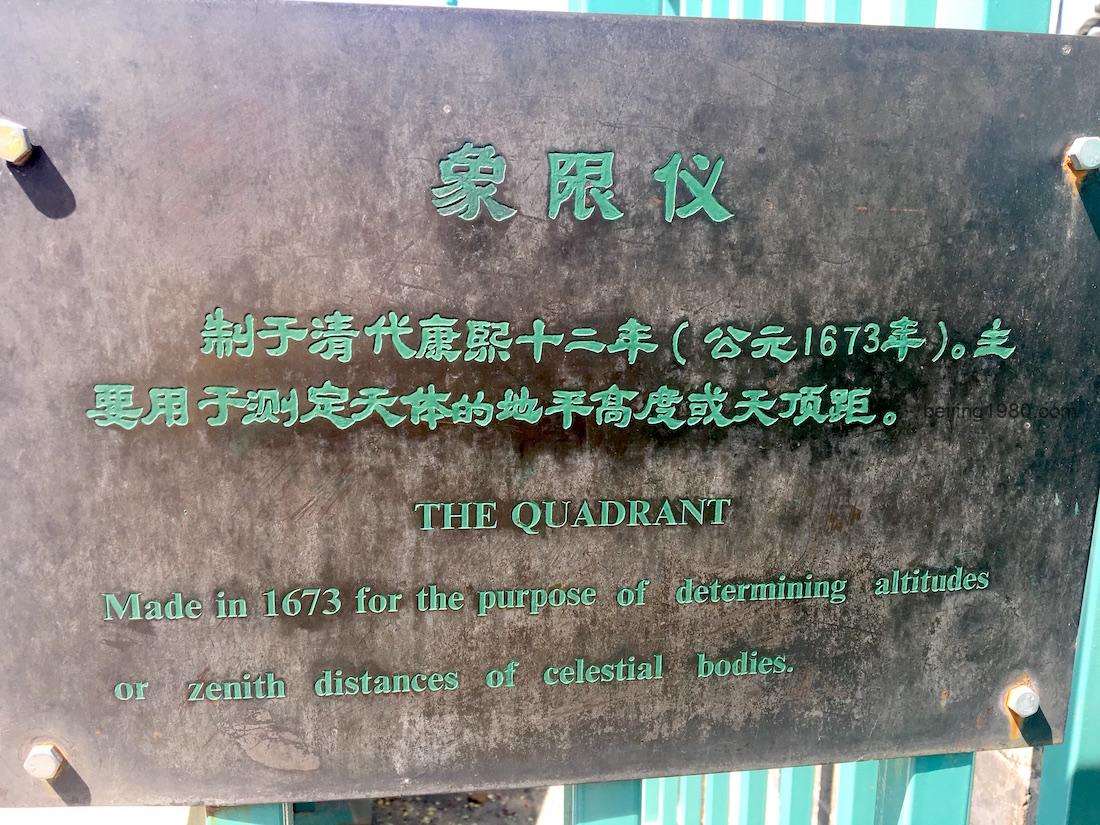 象限仪
制于清代康熙十二年(公元1673年)。主
要用于测定天体的地平高度或天顶距。
beijing1980.com
THE QUADRANT
Made in 1673 for the purpose of determining altitudes
or zenith distances of celestial bodies.